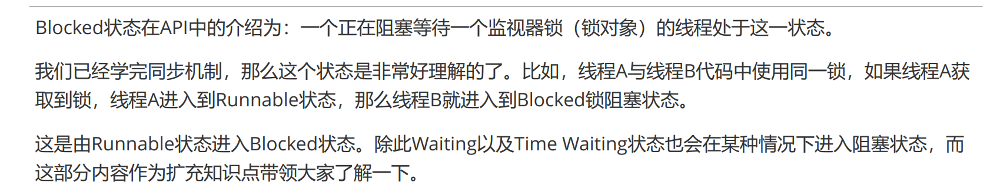 Blocked状态在API中的介绍为：一个正在阻塞等待一个监视器锁（锁对象）的线程处于这一状态。
我们已经学完同步机制，那么这个状态是非常好理解的了。比如，线程A与线程B代码中使用同一锁，如果线程A获
取到锁，线程A进入到Runnable状态，那么线程B就进入到Blocked锁阻塞状态。
这是由Runnable状态进入Blocked状态。除此Waiting以及Time Waiting状态也会在某种情况下进入阻塞状态，而
这部分内容作为扩充知识点带领大家了解一下。